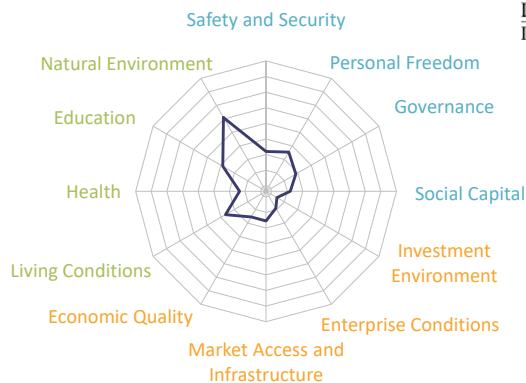 Safety and Security
Natural Environment
Personal Freedom
Education
Governance
Health
Social Capital
Investment
Environment
Living Conditions
Economic Quality
Enterprise Conditions
Market Access and
Infrastructure